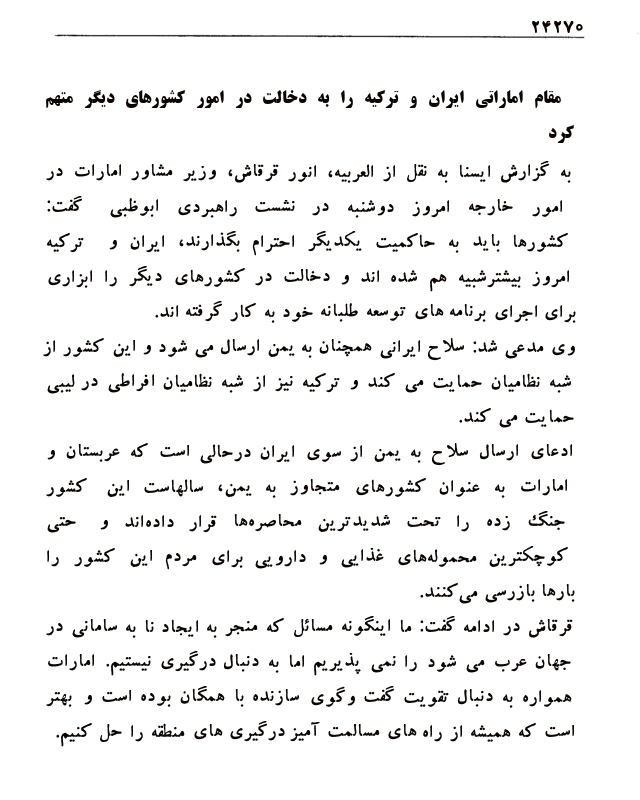 ۲۴۲۷۰
مقام اماراتی ایران و ترکیه را به دخالت در امور کشورهای دیگر متهم
کرد
به گزارش ایسنا به نقل از العربیه، انور قرقاش، وزیر مشاور امارات در
امور خارجه امروز دوشنبه در نشست راهبردی ابوظبی گفت:
کشورها باید به حاکمیت یکدیگر احترام بگذارند، ایران و ترکیه
امروز بیشترشبیه هم شده اند و دخالت در کشورهای دیگر را ابزاری
برای اجرای برنامه های توسعه طلبانه خود به کار گرفته اند.
وی مدعی شد: سلاح ایرانی همچنان به یمن ارسال می شود و این کشور از
شبه نظامیان حمایت می کند و ترکیه نیز از شبه نظامیان افراطی در لیبی
حمایت می کند.
ادعای ارسال سلاح به یمن از سوی ایران درحالی است که عربستان و
امارات به عنوان کشورهای متجاوز به یمن، سالهاست این کشور
جنگ زده را تحت شدیدترین محاصره‌ها قرار داده‌اند و حتی
کوچکترین محموله‌های غذایی و دارویی برای مردم این کشور را
بارها بازرسی می‌کنند.
قرقاش در ادامه گفت: ما اینگونه مسائل که منجر به ایجاد نا به سامانی در
جهان عرب می شود را نمی پذیریم اما به دنبال درگیری نیستیم. امارات
همواره به دنبال تقویت گفت وگوی سازنده با همگان بوده است و بهتر
است که همیشه از راه های مسالمت آمیز درگیری های منطقه را حل کنیم.